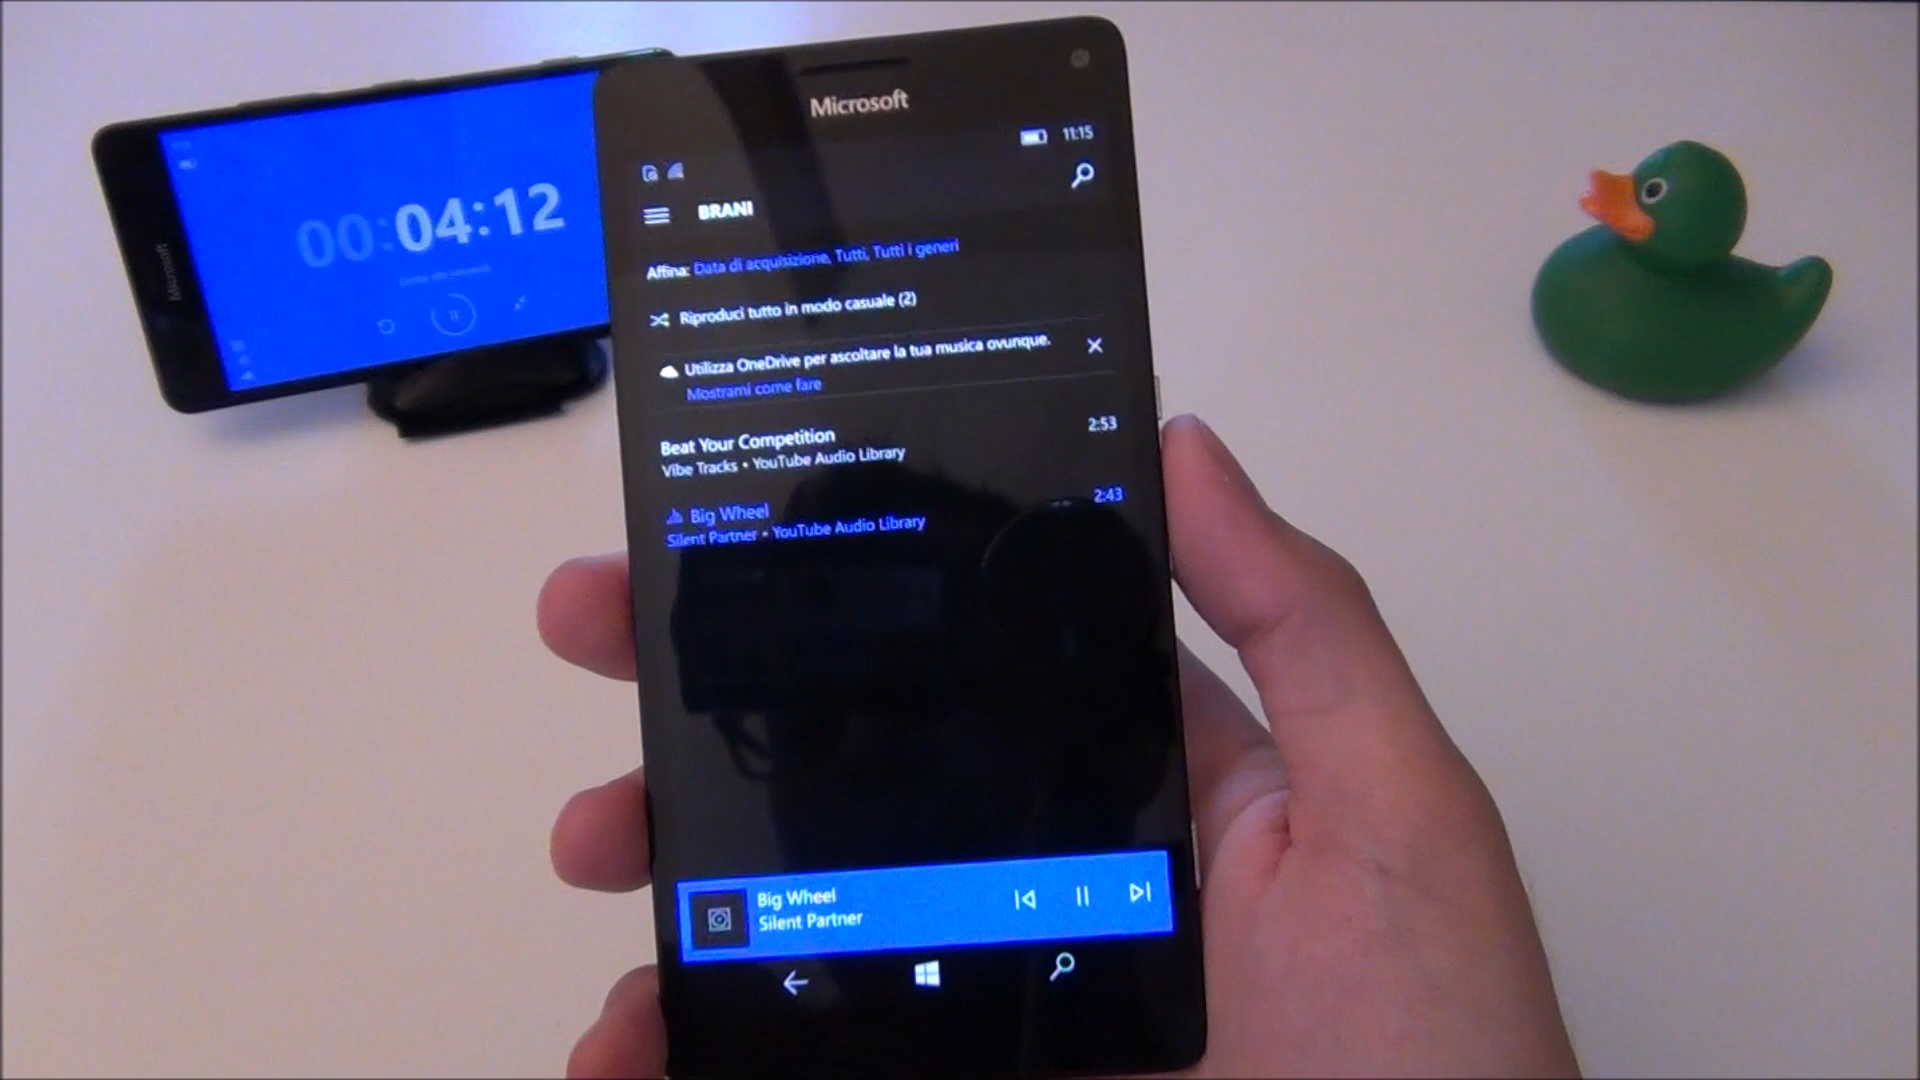 Microsoft
00:04:12
Microsoft
11:15
BRANI
Affina: Data di acquisizione, Tutti, Tutti i generi
Riproduci tutto in modo casuale (2)
Utilizza OneDrive per ascoltare la tua musica ovunque.
Mostrami come fare
Beat Your Competition 2:53
Vibe Tracks • YouTube Audio Library
Big Wheel 2:43
Silent Partner • YouTube Audio Library
Big Wheel
Silent Partner